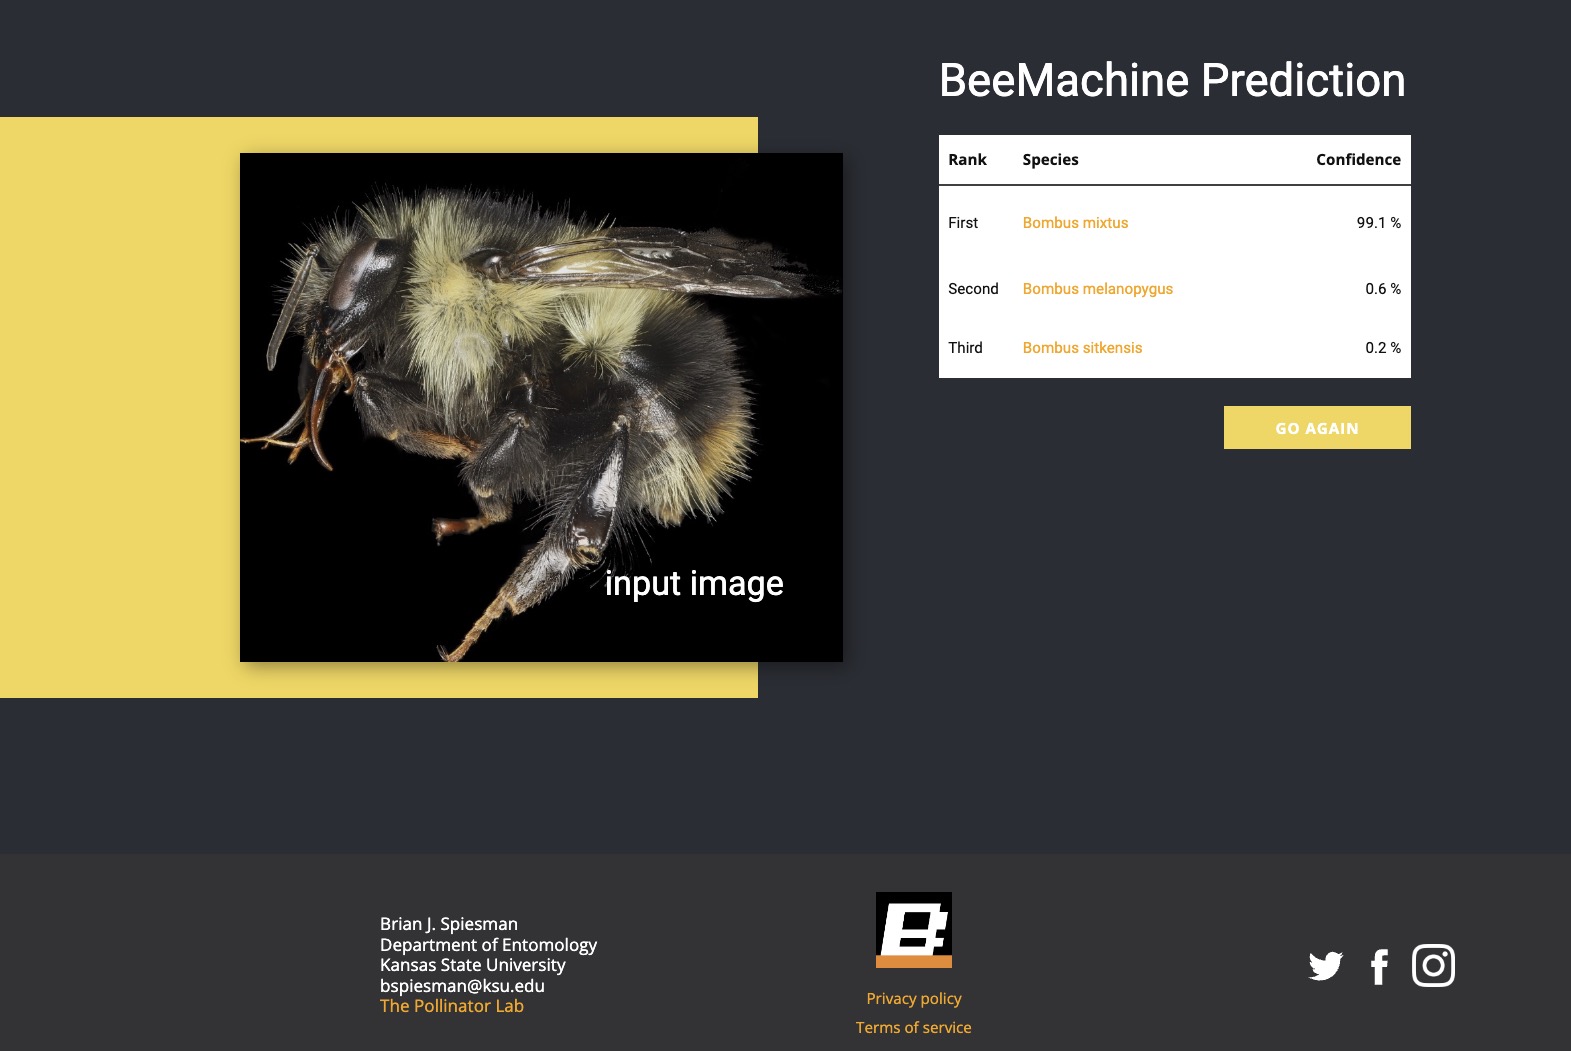 BeeMachine Prediction
Rank Species Confidence
First Bombus mixtus 99.1 %
Second Bombus melanopygus 0.6 %
Third Bombus sitkensis 0.2 %
GO AGAIN
input image
Brian J. Spiesman
Department of Entomology
Kansas State University
bspiesman@ksu.edu
The Pollinator Lab
B
Privacy policy
Terms of service